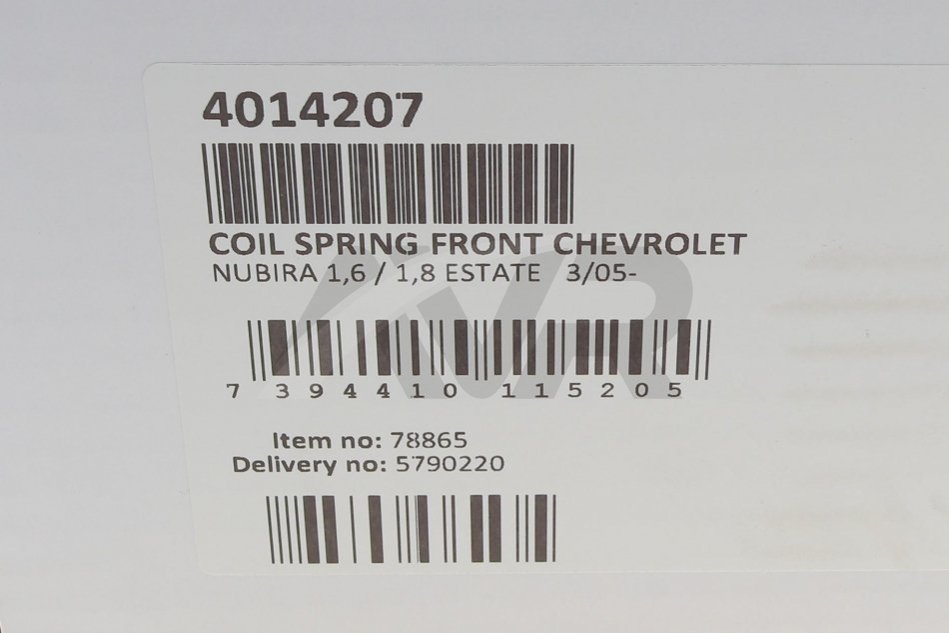 4014207
COIL SPRING FRONT CHEVROLET
NUBIRA 1,6 / 1,8 ESTATE 3/05-
7 394410 115205
Item no: 78865
Delivery no: 5790220